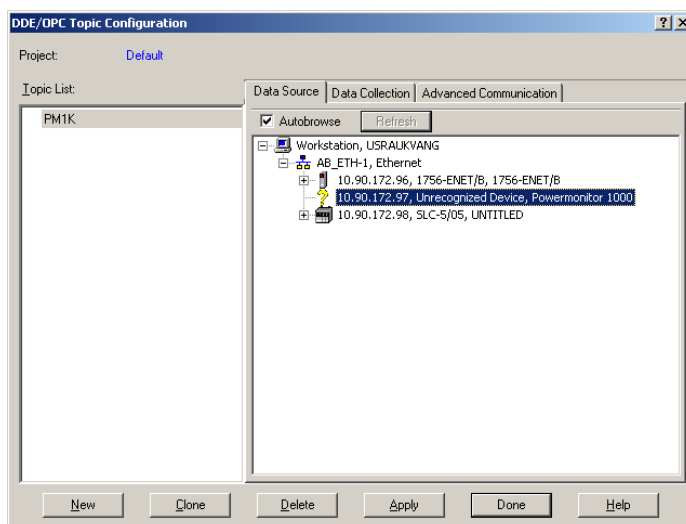 DDE/OPC Topic Configuration
Project: Default
Topic List:
PM1K
Data Source Data Collection Advanced Communication
Autobrowse Refresh
Workstation, USRAUKVANG
AB_ETH-1, Ethernet
10.90.172.96, 1756-ENET/B, 1756-ENET/B
10.90.172.97, Unrecognized Device, Powermonitor 1000
10.90.172.98, SLC-5/05, UNTITLED
New Clone Delete Apply Done Help